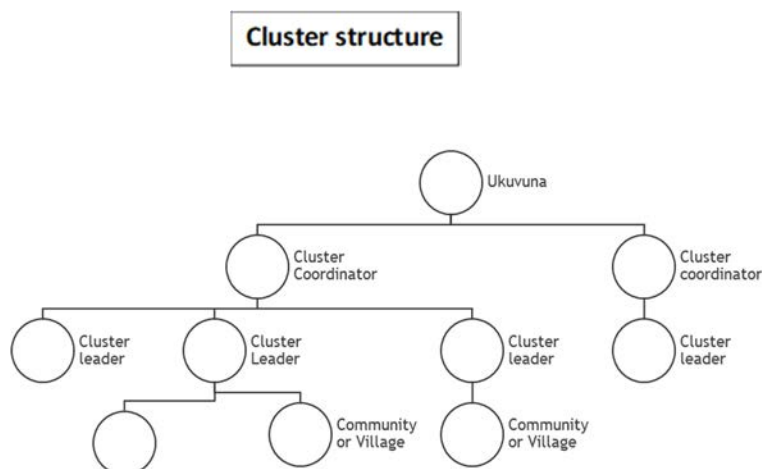 Cluster structure
Ukuvuna
Cluster
Coordinator
Cluster
coordinator
Cluster
leader
Cluster
Leader
Cluster
leader
Cluster
leader
Community
or Village
Community
or Village